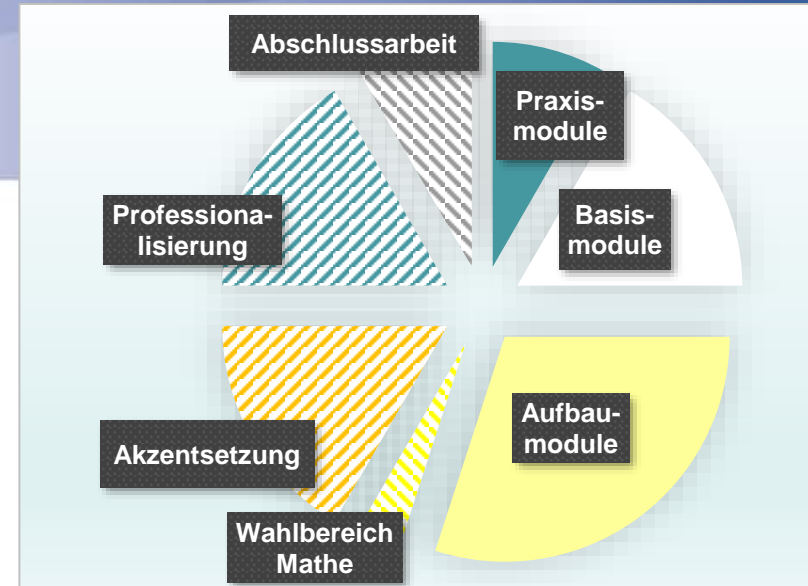 Abschlussarbeit
Praxis-
module
Basis-
module
Professiona-
lisierung
Aufbau-
module
Akzentsetzung
Wahlbereich
Mathe